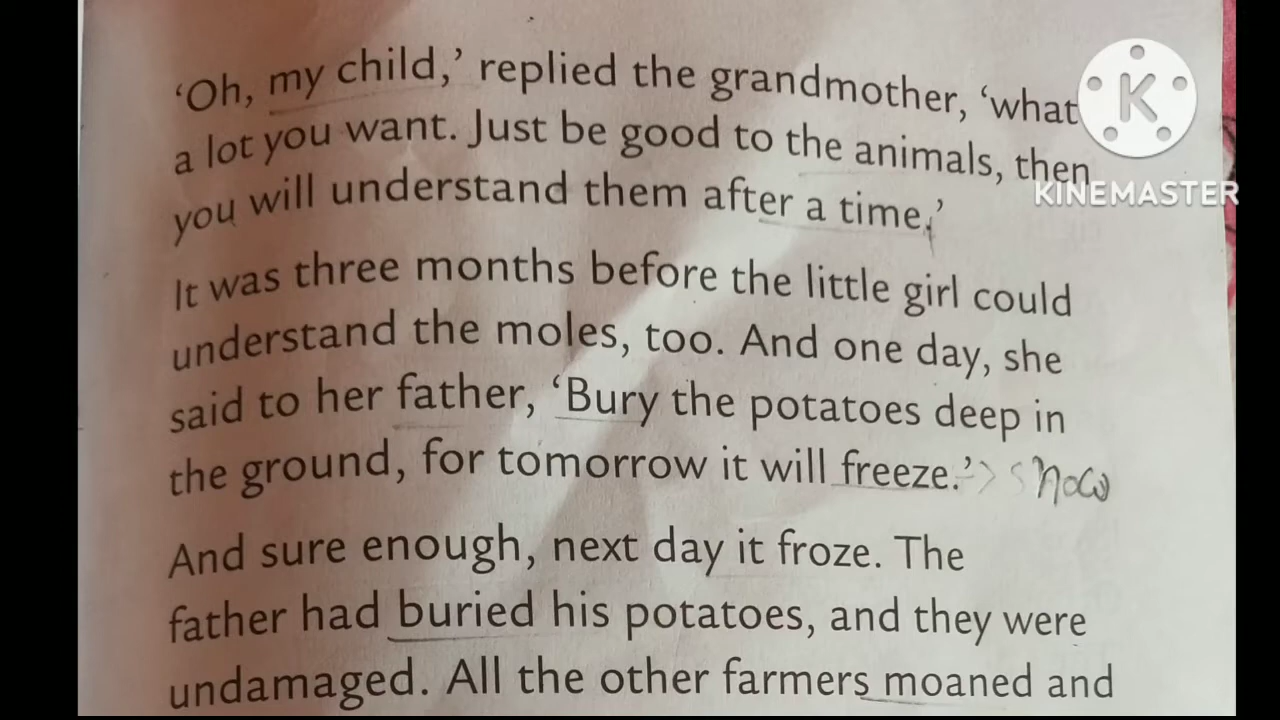 ‘Oh, my child,’ replied the grandmother, ‘what
a lot you want. Just be good to the animals, then
you will understand them after a time.’
KINEMASTER
It was three months before the little girl could
understand the moles, too. And one day, she
said to her father, ‘Bury the potatoes deep in
the ground, for tomorrow it will freeze.’ > snow
And sure enough, next day it froze. The
father had buried his potatoes, and they were
undamaged. All the other farmers moaned and